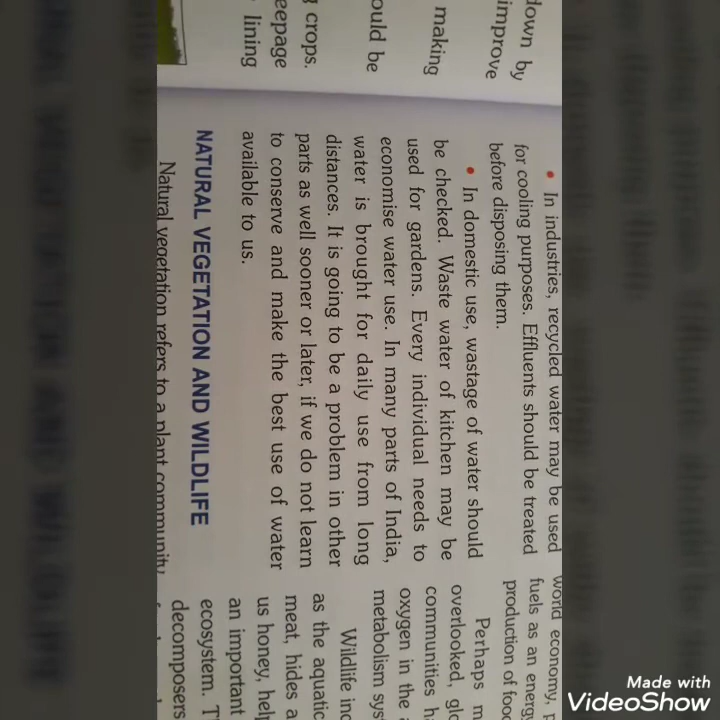 down by
improve
making
ould be
crops.
eepage
lining
• In industries, recycled water may be used
for cooling purposes. Effluents should be treated
before disposing them.
• In domestic use, wastage of water should
be checked. Waste water of kitchen may be
used for gardens. Every individual needs to
economise water use. In many parts of India,
water is brought for daily use from long
distances. It is going to be a problem in other
parts as well sooner or later, if we do not learn
to conserve and make the best use of water
available to us.
NATURAL VEGETATION AND WILDLIFE
Natural vegetation refers to a plant community
world economy, p
fuels as an energy
production of food
Perhaps m
overlooked, glo
communities ha
oxygen in the a
metabolism sys
Wildlife inc
as the aquatic
meat, hides a
us honey, help
an important
ecosystem. T
decomposers
Made with
VideoShow